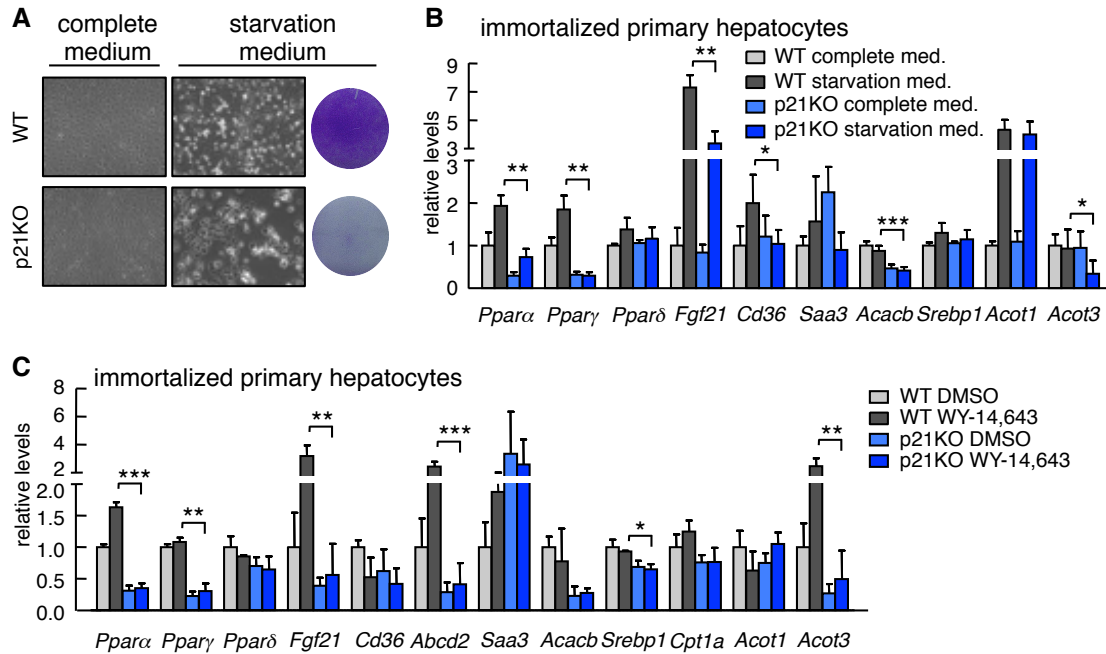 A
complete medium
starvation medium
WT
p21KO
B
immortalized primary hepatocytes
WT complete med.
WT starvation med.
p21KO complete med.
p21KO starvation med.
relative levels
9
7
5
3
2
1
0
**
**
**
*
***
*
Pparα Pparγ Pparδ Fgf21 Cd36 Saa3 Acacb Srebp1 Acot1 Acot3
C
immortalized primary hepatocytes
WT DMSO
WT WY-14,643
p21KO DMSO
p21KO WY-14,643
relative levels
8
6
4
2
2.0
1.5
1.0
0.5
0.0
***
**
**
***
*
**
Pparα Pparγ Pparδ Fgf21 Cd36 Abcd2 Saa3 Acacb Srebp1 Cpt1a Acot1 Acot3